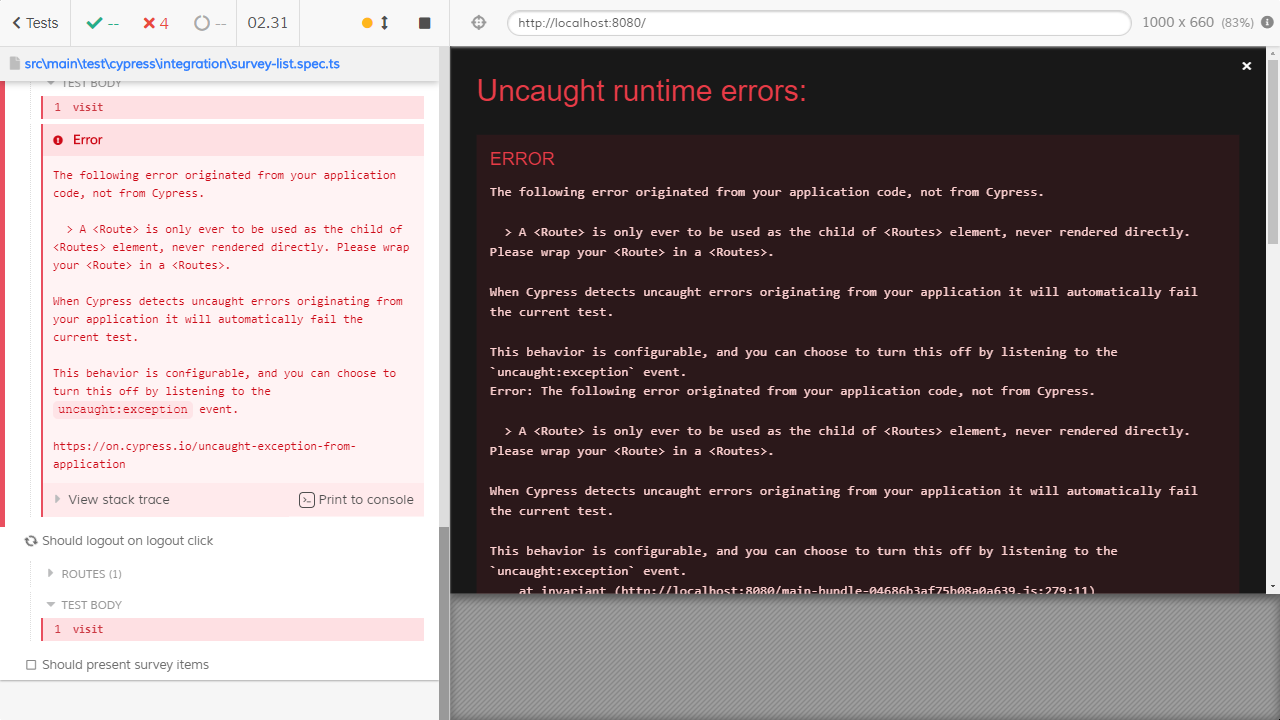 Tests
--
4
--
02.31
http://localhost:8080/
1000 x 660 (83%)
src\main\test\cypress\integration\survey-list.spec.ts
TEST BODY
1 visit
Error
The following error originated from your application
code, not from Cypress.
> A <Route> is only ever to be used as the child of
<Routes> element, never rendered directly. Please wrap
your <Route> in a <Routes>.
When Cypress detects uncaught errors originating from
your application it will automatically fail the
current test.
This behavior is configurable, and you can choose to
turn this off by listening to the
uncaught:exception event.
https://on.cypress.io/uncaught-exception-from-
application
View stack trace
Print to console
Should logout on logout click
ROUTES (1)
TEST BODY
1 visit
Should present survey items
Uncaught runtime errors:
ERROR
The following error originated from your application code, not from Cypress.
> A <Route> is only ever to be used as the child of <Routes> element, never rendered directly.
Please wrap your <Route> in a <Routes>.
When Cypress detects uncaught errors originating from your application it will automatically fail
the current test.
This behavior is configurable, and you can choose to turn this off by listening to the
`uncaught:exception` event.
Error: The following error originated from your application code, not from Cypress.
> A <Route> is only ever to be used as the child of <Routes> element, never rendered directly.
Please wrap your <Route> in a <Routes>.
When Cypress detects uncaught errors originating from your application it will automatically fail
the current test.
This behavior is configurable, and you can choose to turn this off by listening to the
`uncaught:exception` event.
at invariant (http://localhost:8080/main-bundle-04686b3af75b08a0a639.js:279:11)